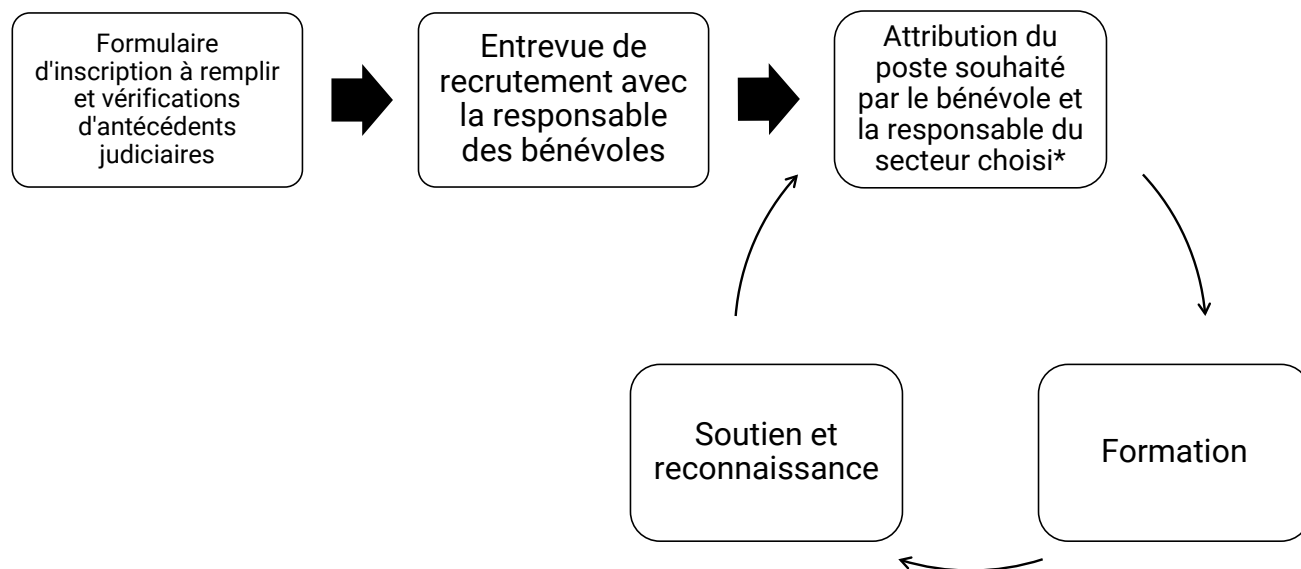 Formulaire
d'inscription à remplir
et vérifications
d'antécédents
judiciaires
Entrevue de
recrutement avec
la responsable
des bénévoles
Attribution du
poste souhaité
par le bénévole et
la responsable du
secteur choisi*
Formation
Soutien et
reconnaissance